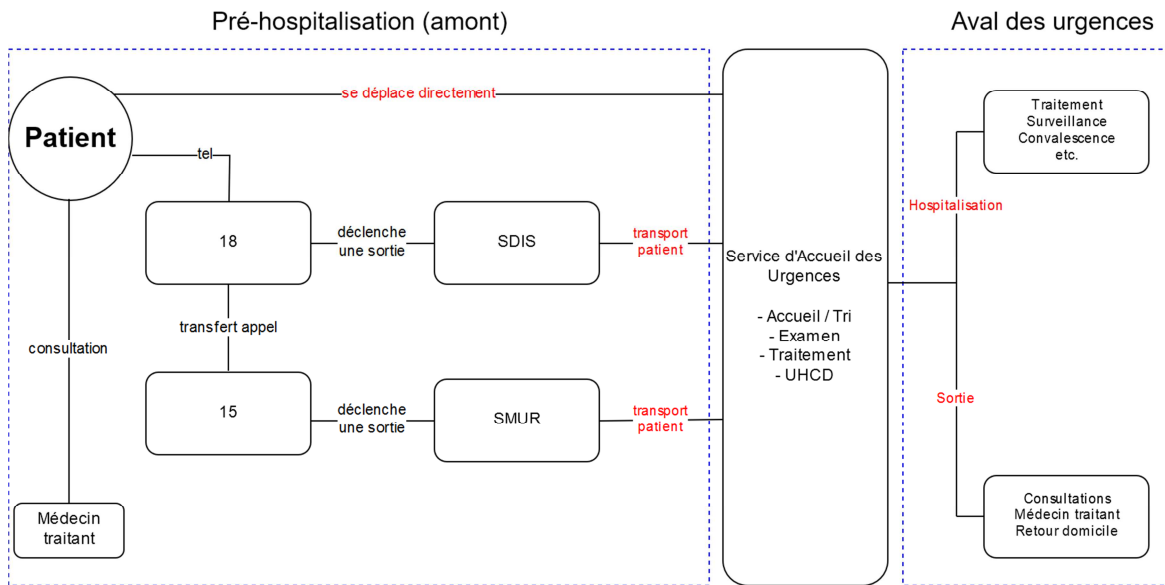 Pré-hospitalisation (amont)
Aval des urgences
Patient
se déplace directement
tel
18
déclenche
une sortie
SDIS
transport
patient
transfert appel
consultation
15
déclenche
une sortie
SMUR
transport
patient
Médecin
traitant
Service d'Accueil des
Urgences
- Accueil / Tri
- Examen
- Traitement
- UHCD
Hospitalisation
Traitement
Surveillance
Convalescence
etc.
Sortie
Consultations
Médecin traitant
Retour domicile